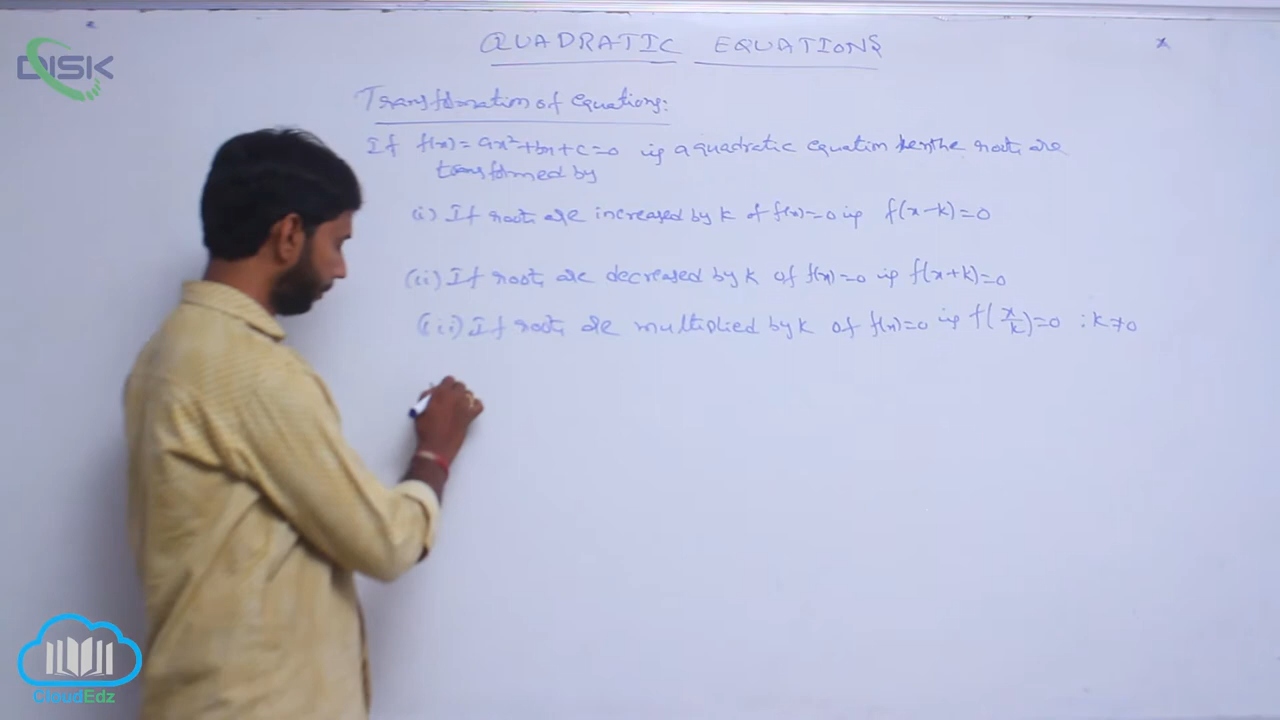 DISK
QUADRATIC EQUATIONS
Transformation of equations:
If f(x) = ax²+bx+c=0 is a quadratic equation then the roots are
transformed by
(i) If roots are increased by k of f(x)=0 is f(x-k)=0
(ii) If roots are decreased by k of f(x)=0 is f(x+k)=0
(iii) If roots are multiplied by k of f(x)=0 is f(x/k)=0 ; k≠0
CloudEdz